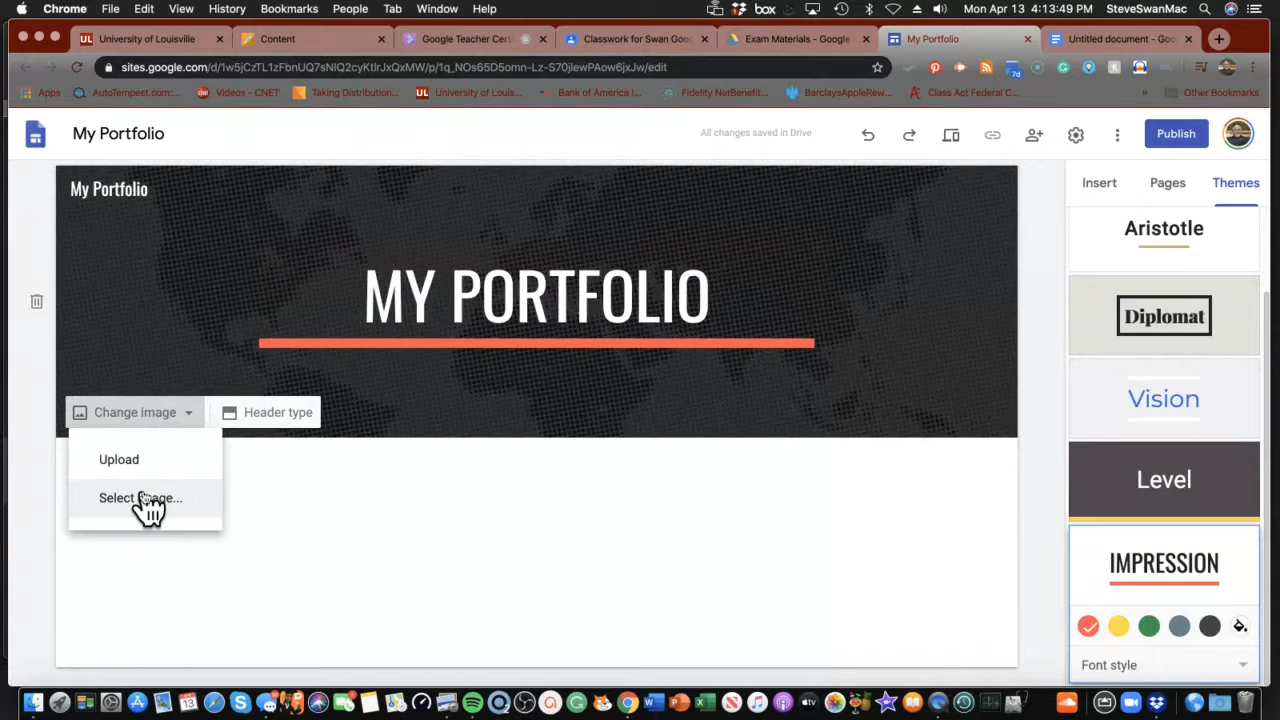 Chrome File Edit View History Bookmarks People Tab Window Help box Mon Apr 13 4:13:49 PM SteveSwanMac
University of Louisville Content Google Teacher Cert Classwork for Swan Goo Exam Materials - Google My Portfolio Untitled document - Goo
sites.google.com/d/1w5jCzTL1zFbnUQ7sNIQ2cyKtlrJxQxMW/p/1q_NOs65D5omn-Lz-S70jlewPAow6jxJw/edit
7d
Apps AutoTempest.com:... Videos - CNET Taking Distribution... University of Louis... Bank of America I... Fidelity NetBenefit... BarclaysAppleRew... Class Act Federal C... » Other Bookmarks
My Portfolio All changes saved in Drive Publish
Insert Pages Themes
My Portfolio
MY PORTFOLIO
Change image Header type
Upload
Select
Aristotle
Diplomat
Vision
Level
IMPRESSION
Font style